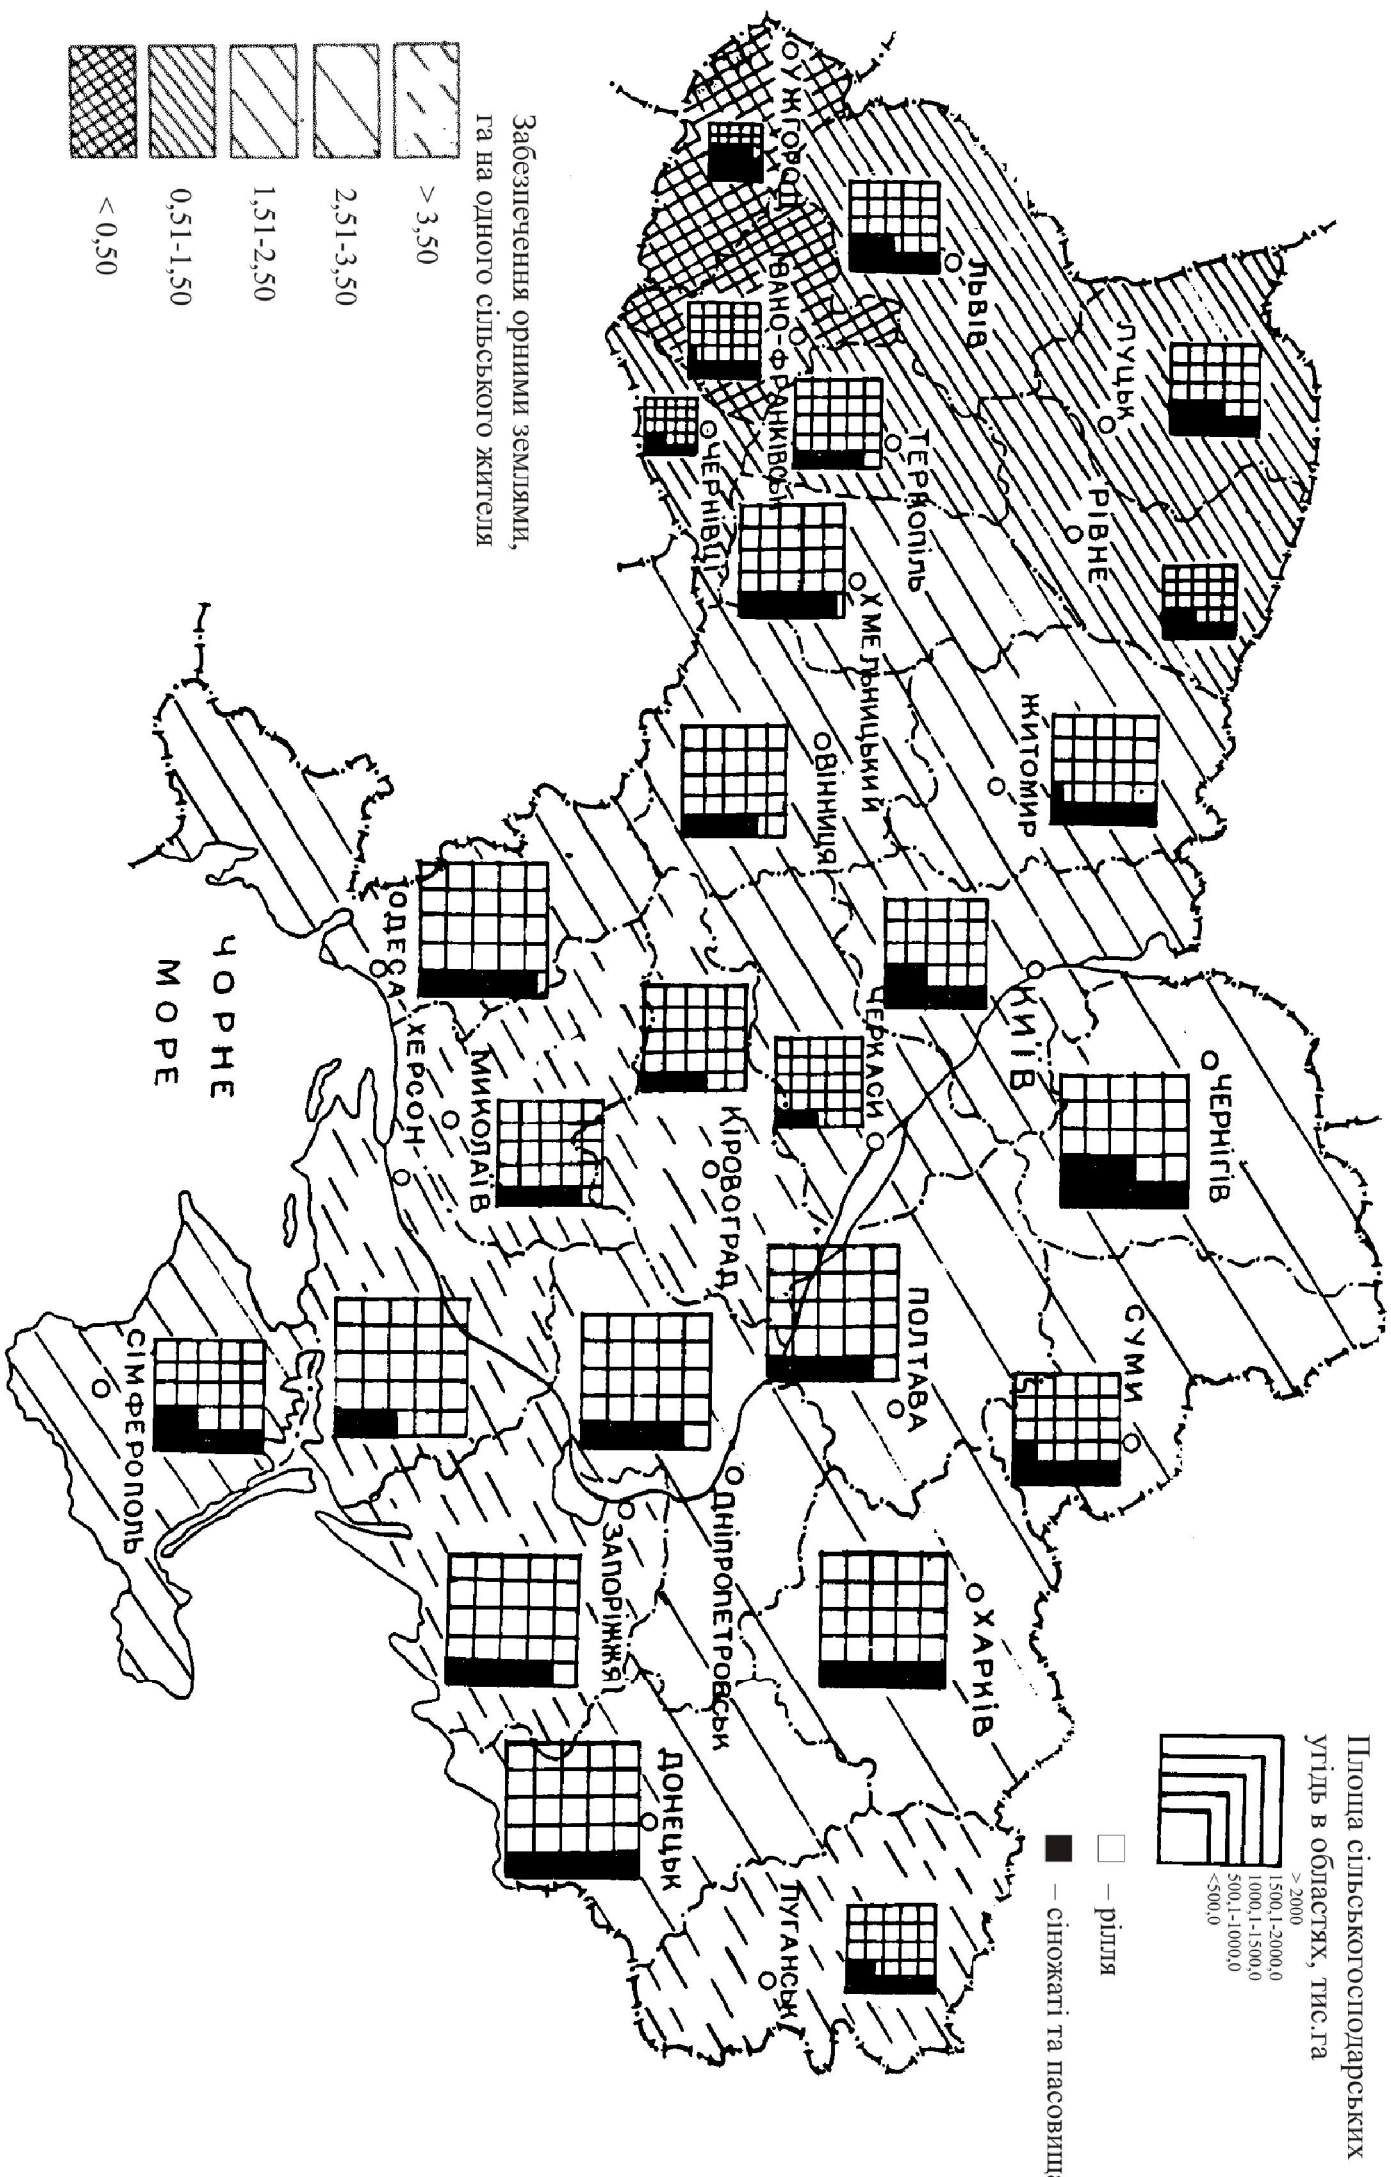 Площа сільськогосподарських
угідь в областях, тис.га
> 2000
1500,1-2000,0
1000,1-1500,0
500,1-1000,0
<500,0
– рілля
– сіножаті та пасовища
ЛУЦЬК
РІВНЕ
ЖИТОМИР
КИЇВ
ЧЕРНІГІВ
СУМИ
ЛЬВІВ
ТЕРНОПІЛЬ
ХМЕЛЬНИЦЬКИЙ
ВІННИЦЯ
ЧЕРКАСИ
ПОЛТАВА
ХАРКІВ
УЖГОРОД
ІВАНО-ФРАНКІВСЬК
ЧЕРНІВЦІ
КІРОВОГРАД
ДНІПРОПЕТРОВСЬК
ЛУГАНСЬК
ЗАПОРІЖЖЯ
ДОНЕЦЬК
ОДЕСА
МИКОЛАЇВ
ХЕРСОН
СІМФЕРОПОЛЬ
ЧОРНЕ
МОРЕ
Забезпечення орними землями,
га на одного сільського жителя
> 3,50
2,51-3,50
1,51-2,50
0,51-1,50
< 0,50